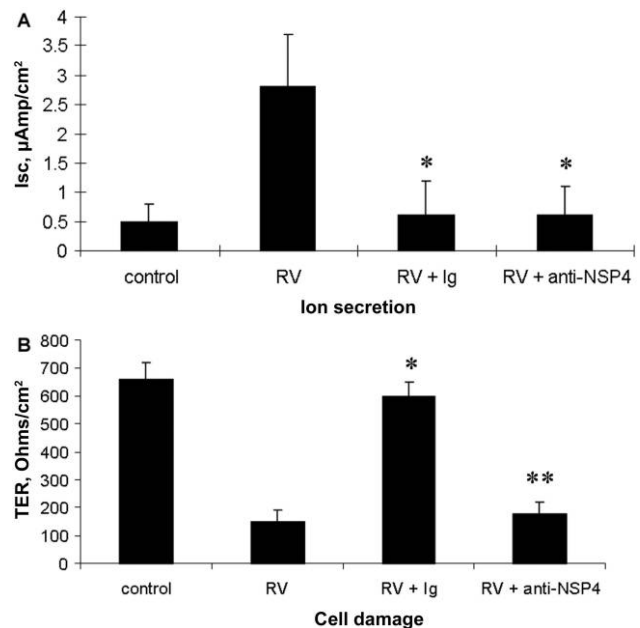 A
Isc, µAmp/cm²
4
3.5
3
2.5
2
1.5
1
0.5
0
*
*
control RV RV + Ig RV + anti-NSP4
Ion secretion
B
TER, Ohms/cm²
800
700
600
500
400
300
200
100
0
*
**
control RV RV + Ig RV + anti-NSP4
Cell damage